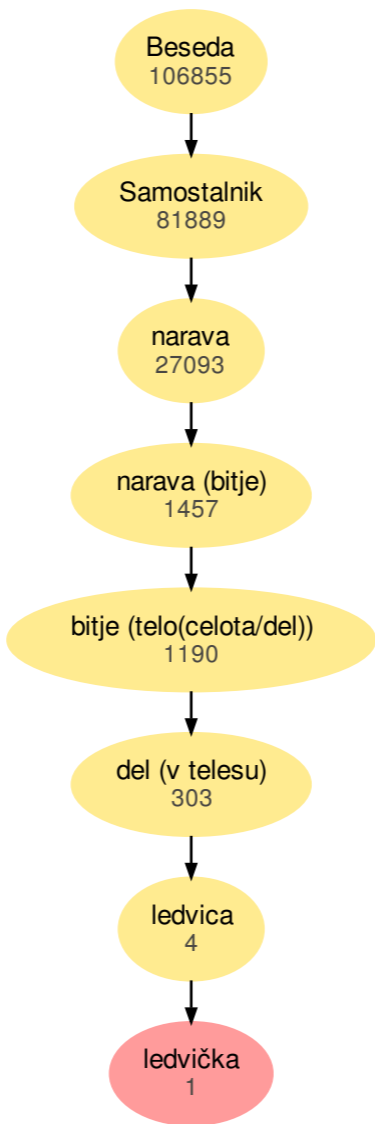 Beseda
106855
Samostalnik
81889
narava
27093
narava (bitje)
1457
bitje (telo(celota/del))
1190
del (v telesu)
303
ledvica
4
ledvička
1